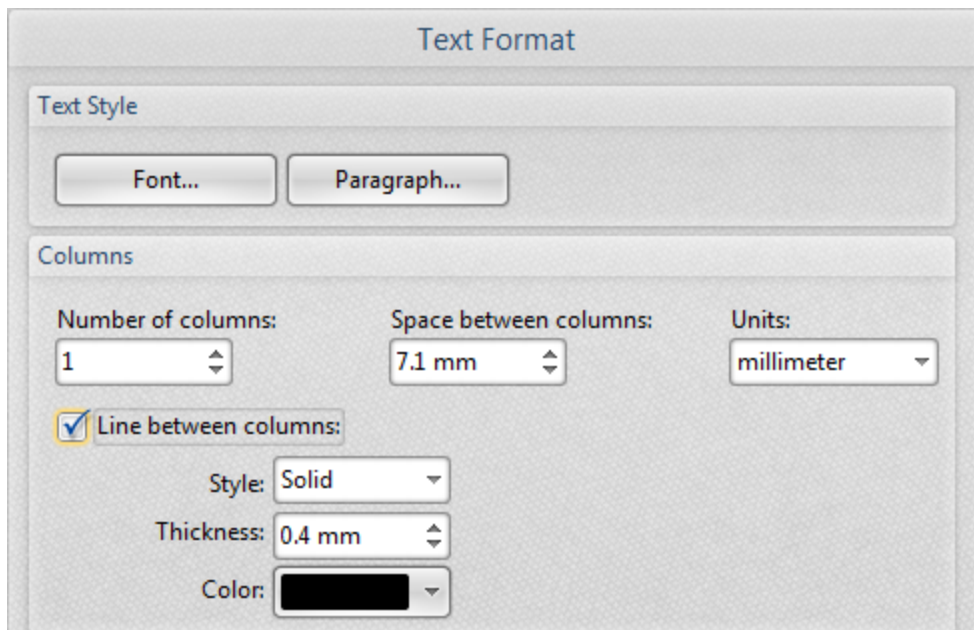 Text Format
Text Style
Font... Paragraph...
Columns
Number of columns: Space between columns: Units:
1 7.1 mm millimeter
Line between columns:
Style: Solid
Thickness: 0.4 mm
Color: